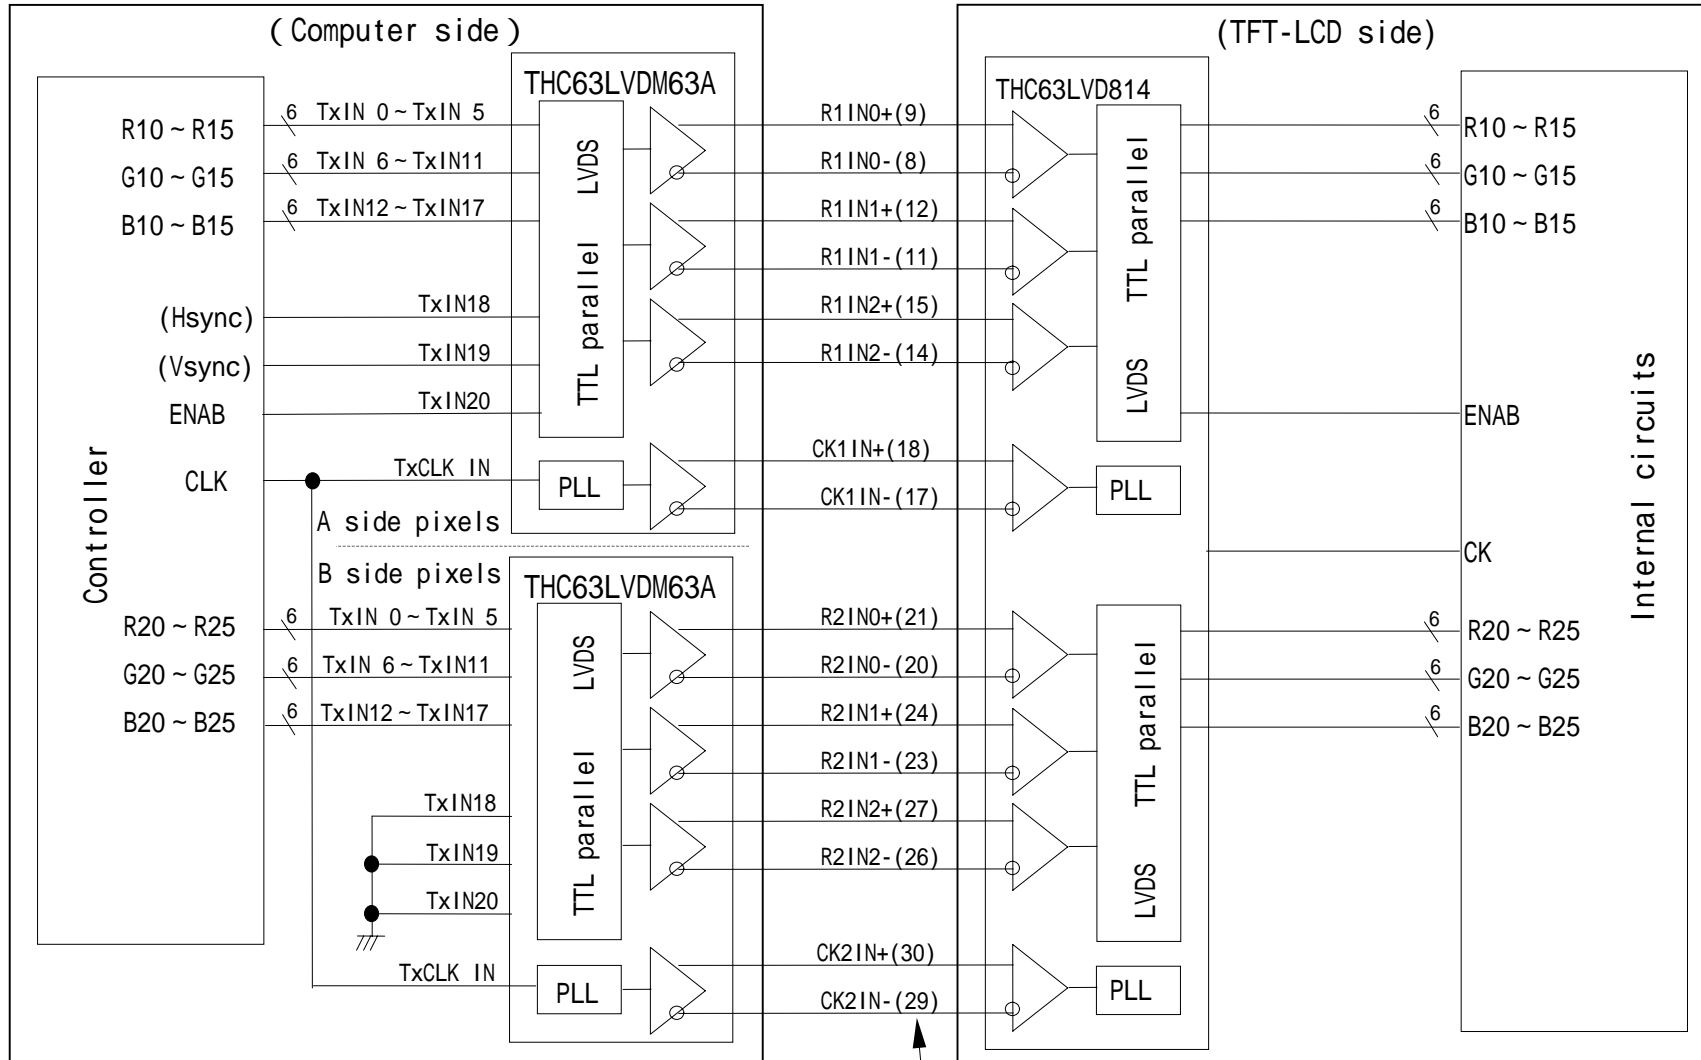 (Computer side)
(TFT-LCD side)
THC63LVDM63A
THC63LVD814
R10~R15
6
TxIN 0~TxIN 5
G10~G15
6
TxIN 6~TxIN11
B10~B15
6
TxIN12~TxIN17
(Hsync)
TxIN18
(Vsync)
TxIN19
ENAB
TxIN20
CLK
TxCLK IN
Controller
TTL parallel
LVDS
PLL
A side pixels
R1IN0+(9)
R1IN0-(8)
R1IN1+(12)
R1IN1-(11)
R1IN2+(15)
R1IN2-(14)
CK1IN+(18)
CK1IN-(17)
LVDS
TTL parallel
PLL
6
R10~R15
6
G10~G15
6
B10~B15
ENAB
CK
Internal circuits
B side pixels
THC63LVDM63A
R20~R25
6
TxIN 0~TxIN 5
G20~G25
6
TxIN 6~TxIN11
B20~B25
6
TxIN12~TxIN17
TxIN18
TxIN19
TxIN20
TxCLK IN
TTL parallel
LVDS
PLL
R2IN0+(21)
R2IN0-(20)
R2IN1+(24)
R2IN1-(23)
R2IN2+(27)
R2IN2-(26)
CK2IN+(30)
CK2IN-(29)
LVDS
TTL parallel
PLL
6
R20~R25
6
G20~G25
6
B20~B25